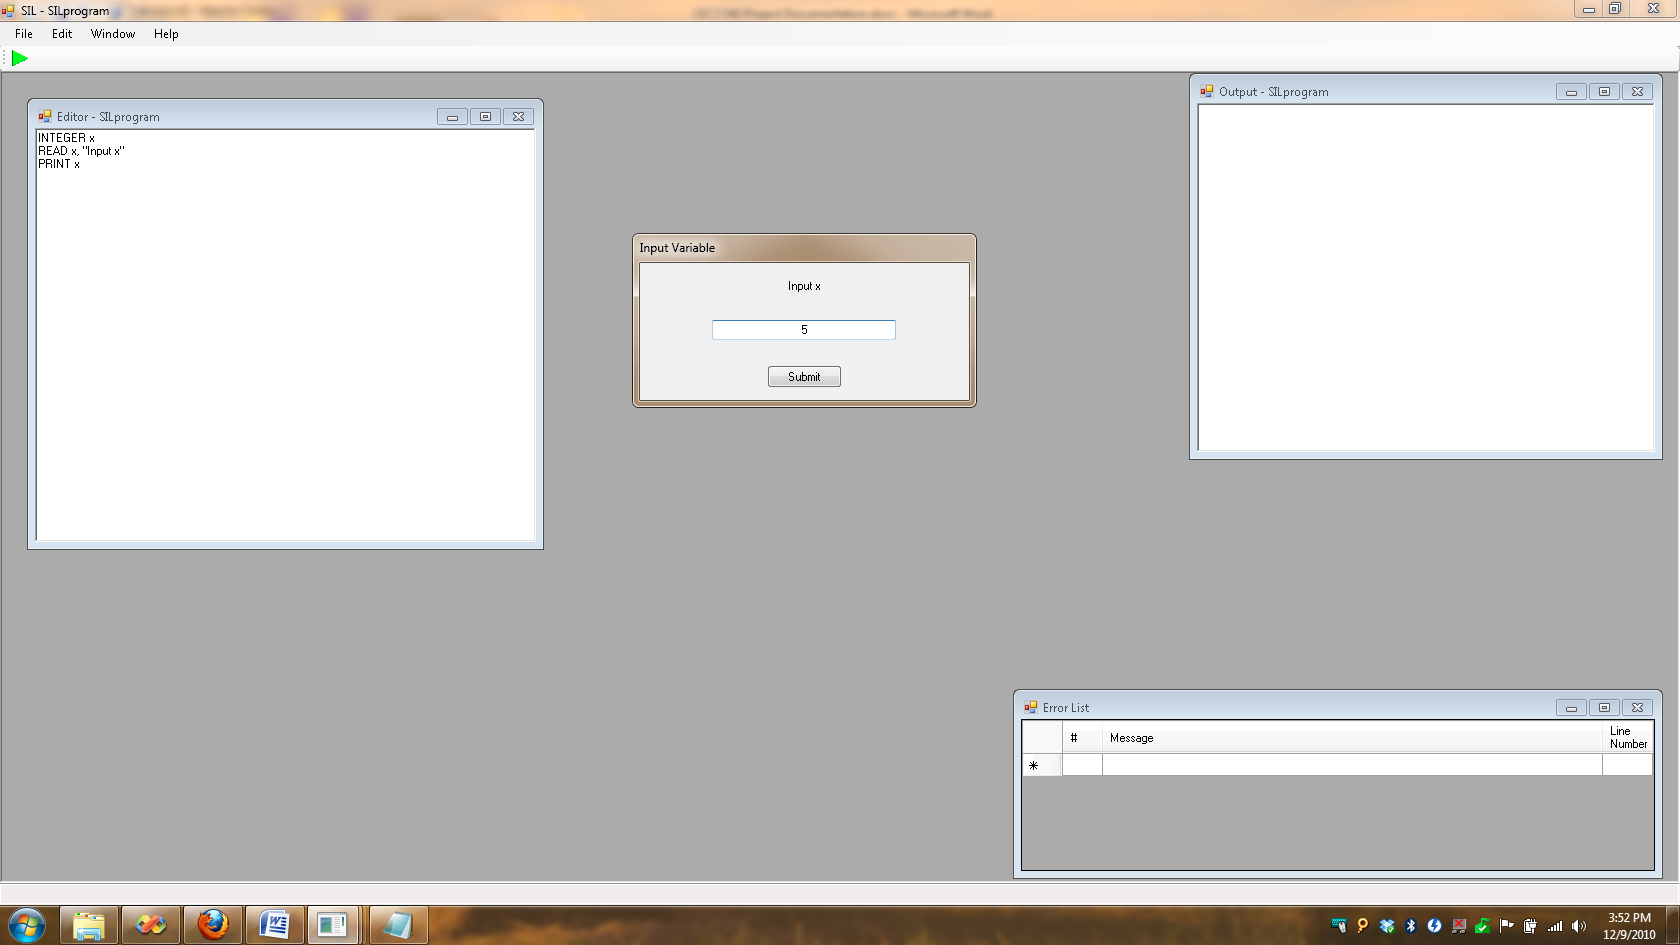 SIL - SILprogram
File Edit Window Help
Editor - SILprogram
INTEGER x
READ x, "Input x"
PRINT x
Input Variable
Input x
5
Submit
Output - SILprogram
Error List
# Message Line Number
3:52 PM
12/9/2010